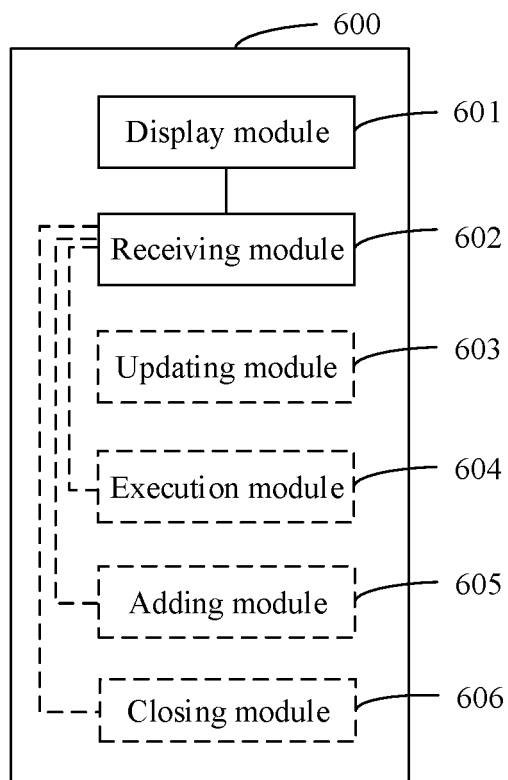 600
Display module
601
Receiving module
602
Updating module
603
Execution module
604
Adding module
605
Closing module
606